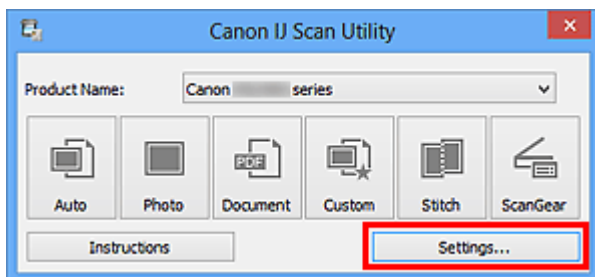 Canon IJ Scan Utility
Product Name: Canon series
PDF
Auto Photo Document Custom Stitch ScanGear
Instructions Settings...